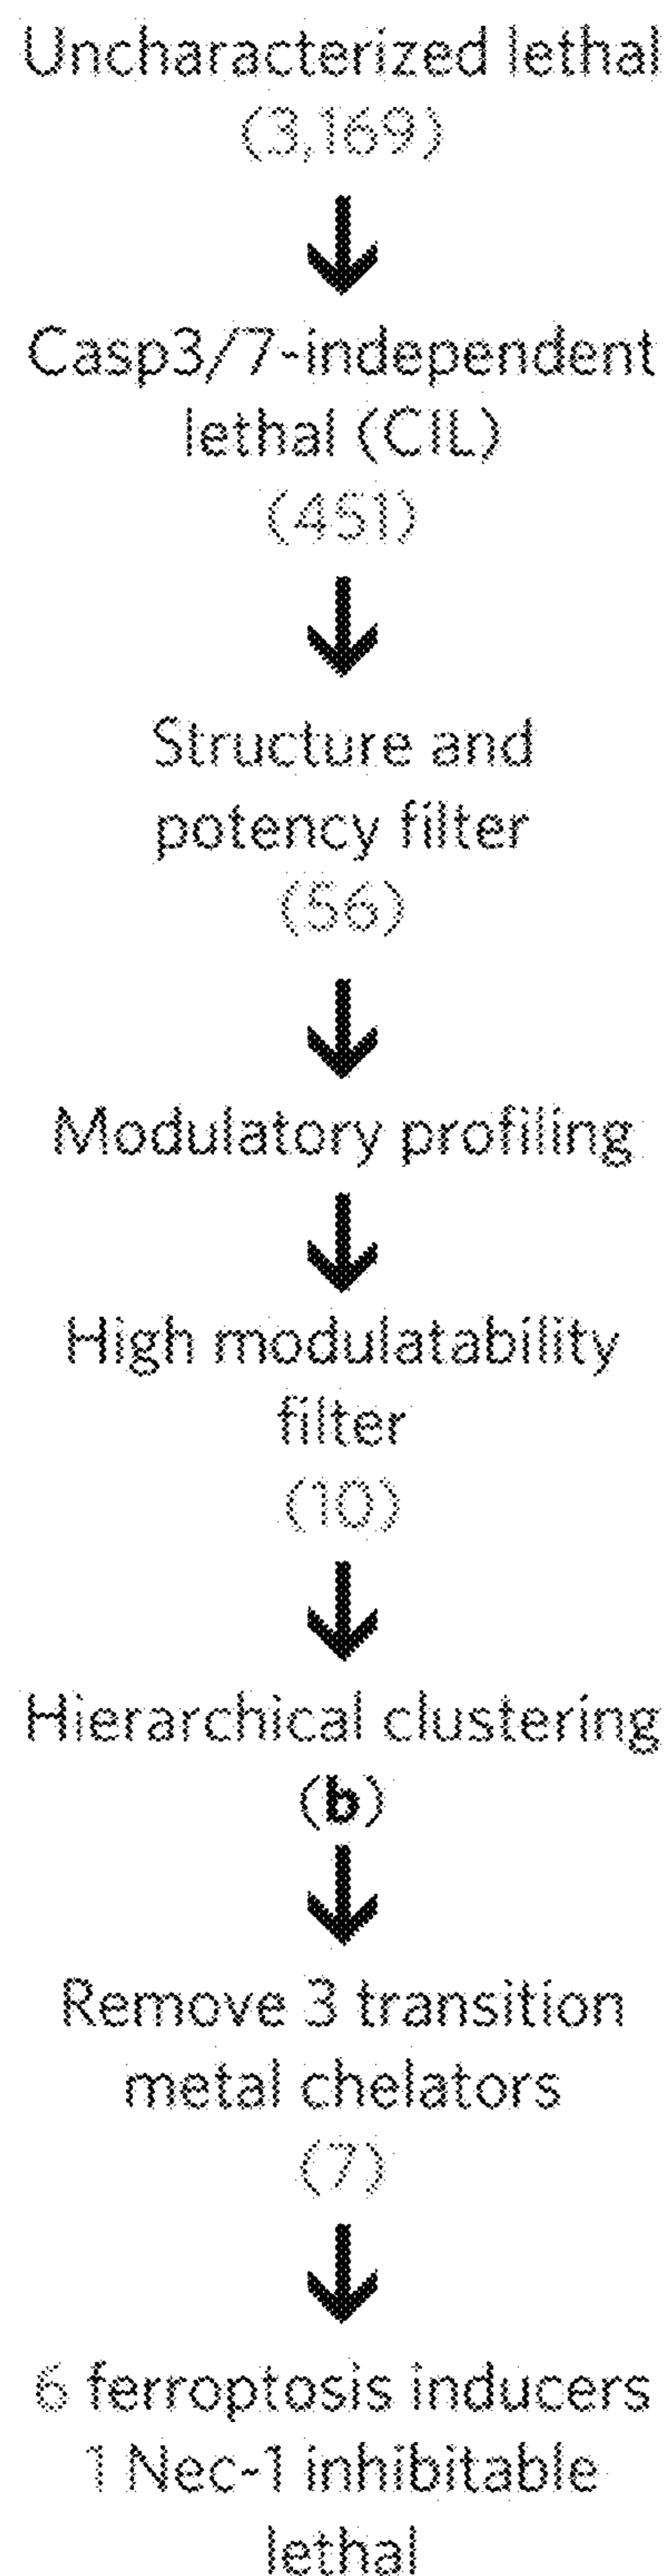 Uncharacterized lethal
(3,169)
Casp3/7-independent
lethal (CIL)
(451)
Structure and
potency filter
(56)
Modulatory profiling
High modulatability
filter
(10)
Hierarchical clustering
(b)
Remove 3 transition
metal chelators
(7)
6 ferroptosis inducers
1 Nec-1 inhibitable
lethal